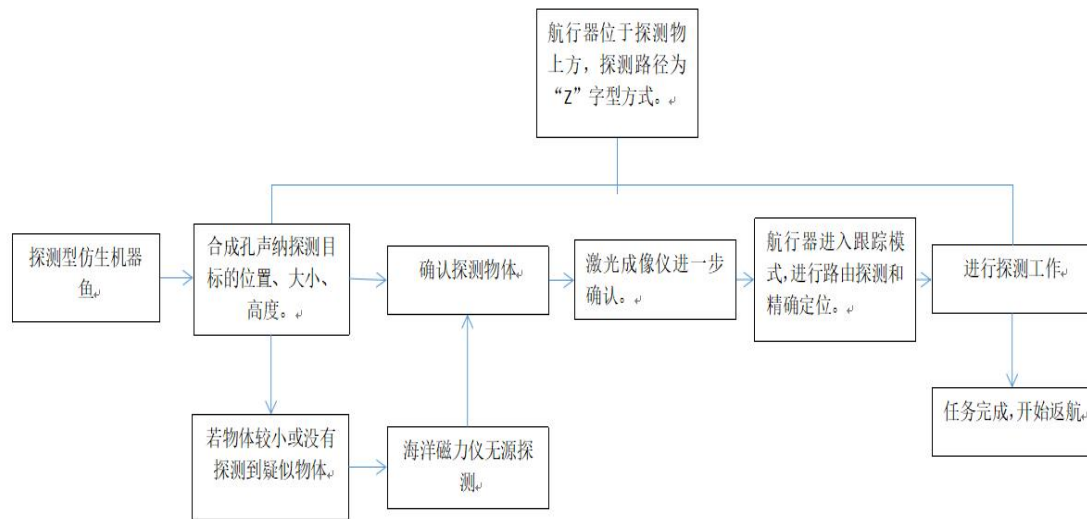 航行器位于探测物
上方，探测路径为
“Z”字型方式。
探测型仿生机器
鱼
合成孔声纳探测目
标的位置、大小、
高度。
确认探测物体
激光成像仪进一步
确认。
航行器进入跟踪模
式，进行路由探测和
精确定位。
进行探测工作
若物体较小或没有
探测到疑似物体
海洋磁力仪无源探
测
任务完成，开始返航